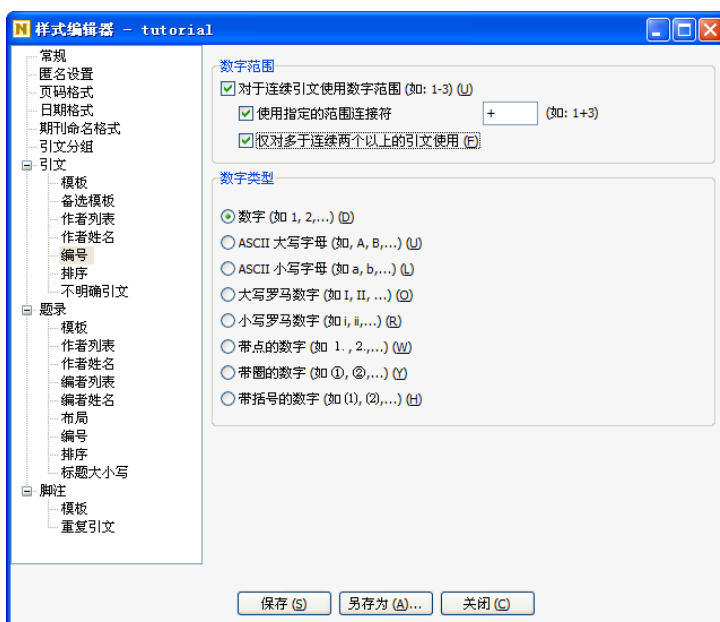 样式编辑器 - tutorial
常规
匿名设置
页码格式
日期格式
期刊命名格式
引文分组
引文
模板
备选模板
作者列表
作者姓名
编号
排序
不明确引文
题录
模板
作者列表
作者姓名
编者列表
编者姓名
布局
编号
排序
标题大小写
脚注
模板
重复引文
数字范围
对于连续引文使用数字范围 (如: 1-3) (U)
使用指定的范围连接符 + (如: 1+3)
仅对多于连续两个以上的引文使用 (F)
数字类型
数字 (如 1, 2,...) (D)
ASCII 大写字母 (如, A, B,...) (U)
ASCII 小写字母 (如 a, b,...) (L)
大写罗马数字 (如 I, II, ...) (O)
小写罗马数字 (如 i, ii,...) (R)
带点的数字 (如 1. , 2.,...) (W)
带圈的数字 (如 ①, ②,...) (Y)
带括号的数字 (如 (1), (2),...) (H)
保存 (S) 另存为 (A)... 关闭 (C)